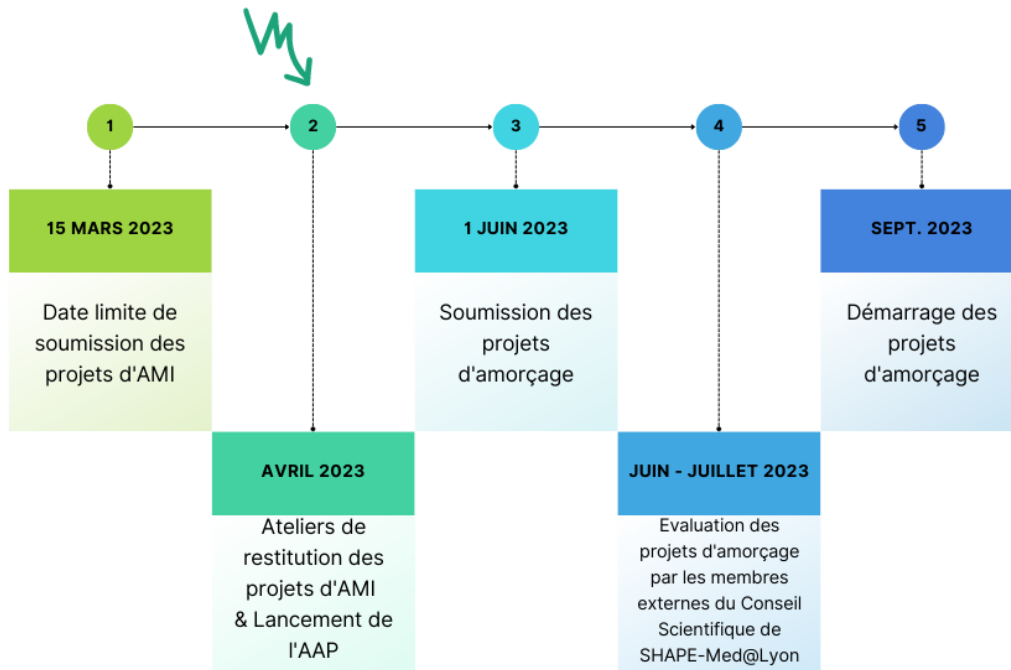 1
2
3
4
5
15 MARS 2023
Date limite de
soumission des
projets d'AMI
AVRIL 2023
Ateliers de
restitution des
projets d'AMI
& Lancement de
l'AAP
1 JUIN 2023
Soumission des
projets
d'amorçage
JUIN - JUILLET 2023
Evaluation des
projets d'amorçage
par les membres
externes du Conseil
Scientifique de
SHAPE-Med@Lyon
SEPT. 2023
Démarrage des
projets
d'amorçage